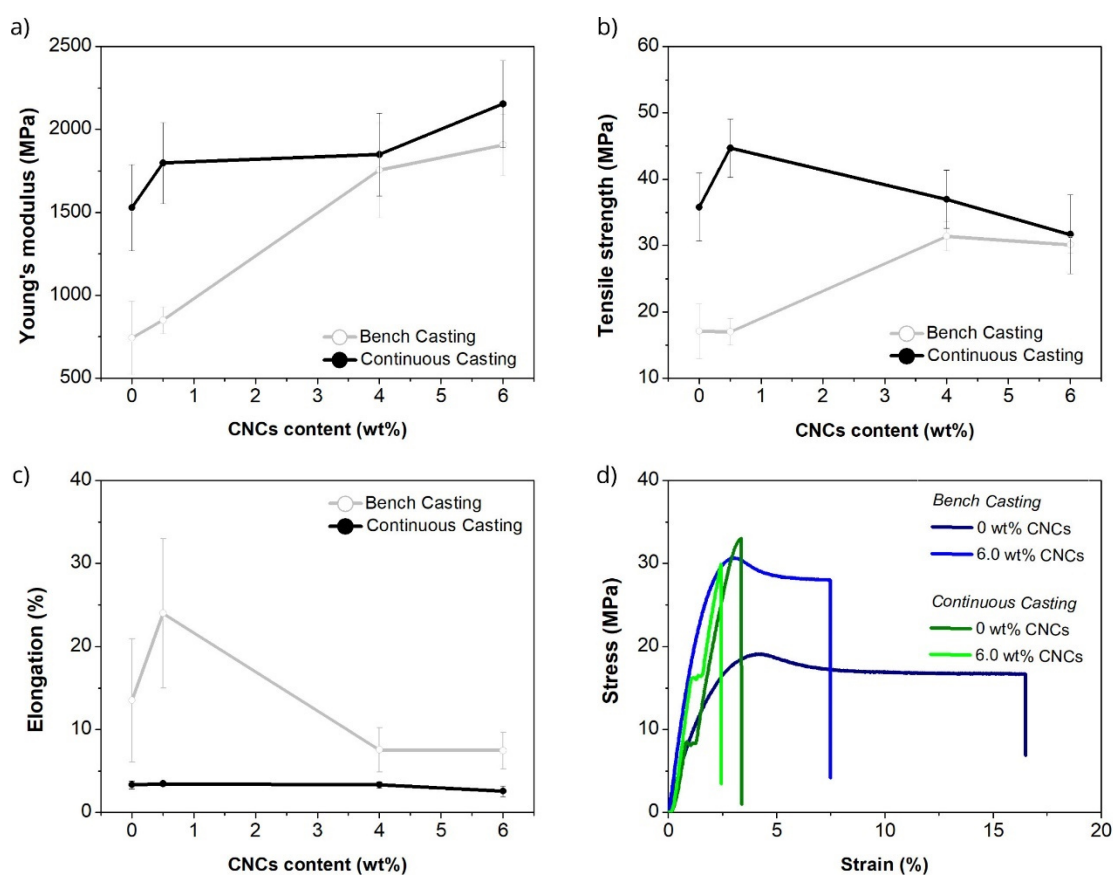 a)
2500
2000
1500
1000
500
Young's modulus (MPa)
Bench Casting
Continuous Casting
0 1 2 3 4 5 6
CNCs content (wt%)
b)
60
50
40
30
20
10
Tensile strength (MPa)
Bench Casting
Continuous Casting
0 1 2 3 4 5 6
CNCs content (wt%)
c)
40
30
20
10
0
Elongation (%)
Bench Casting
Continuous Casting
0 1 2 3 4 5 6
CNCs content (wt%)
d)
40
30
20
10
0
Stress (MPa)
Bench Casting
0 wt% CNCs
6.0 wt% CNCs
Continuous Casting
0 wt% CNCs
6.0 wt% CNCs
0 5 10 15 20
Strain (%)